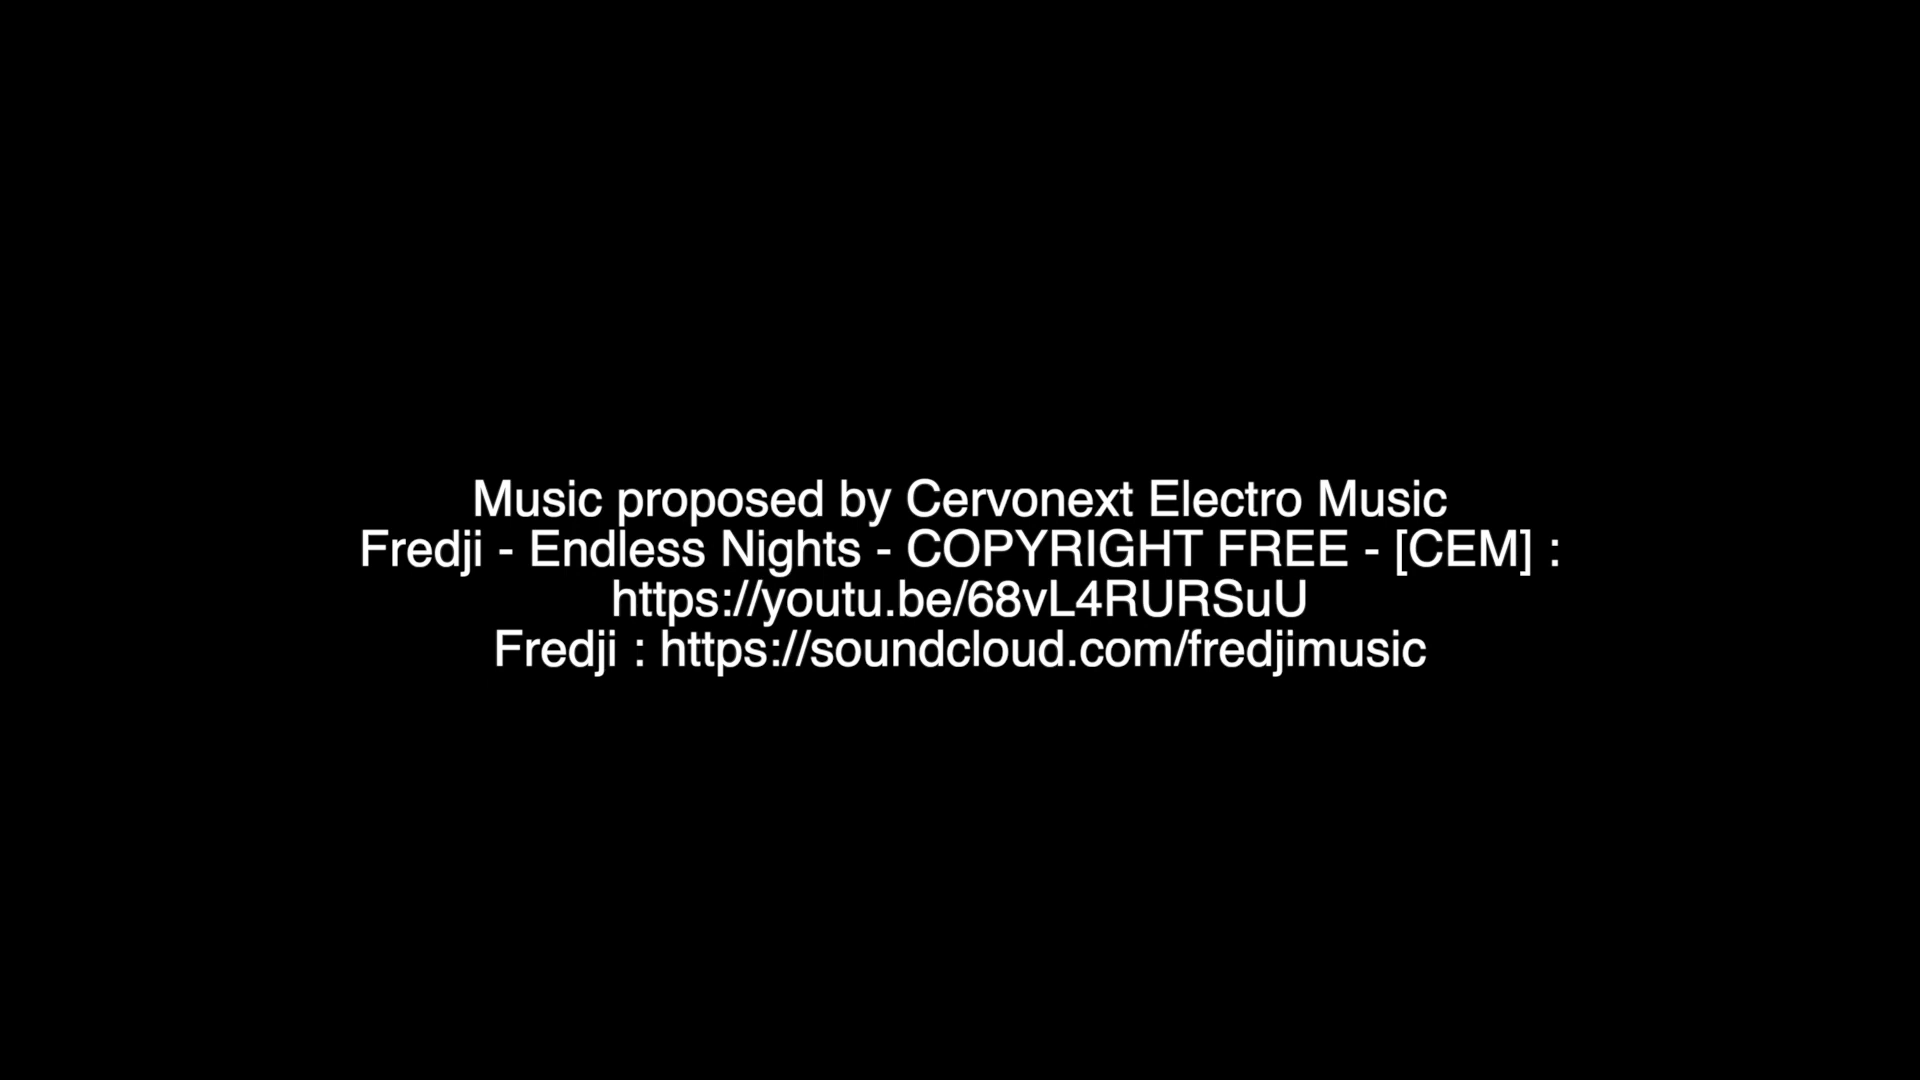 Music proposed by Cervonext Electro Music
Fredji - Endless Nights - COPYRIGHT FREE - [CEM] :
https://youtu.be/68vL4RURSuU
Fredji : https://soundcloud.com/fredjimusic